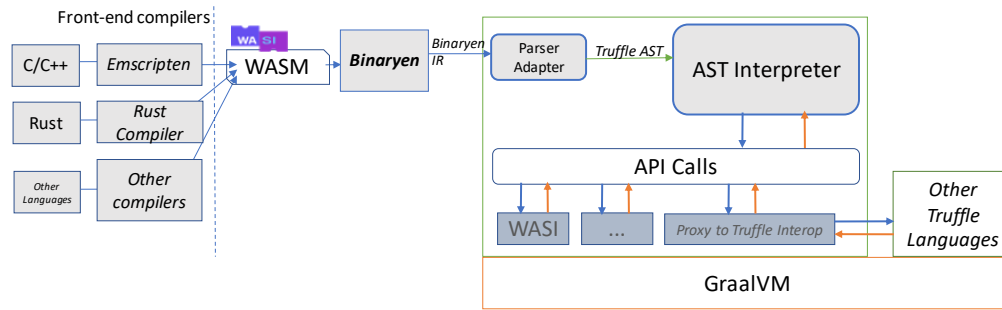 Front-end compilers
C/C++
Emscripten
WA SI
WASM
Binaryen
Binaryen
IR
Parser
Adapter
Truffle AST
AST Interpreter
Rust
Rust
Compiler
Other
Languages
Other
compilers
API Calls
WASI
...
Proxy to Truffle Interop
Other
Truffle
Languages
GraalVM